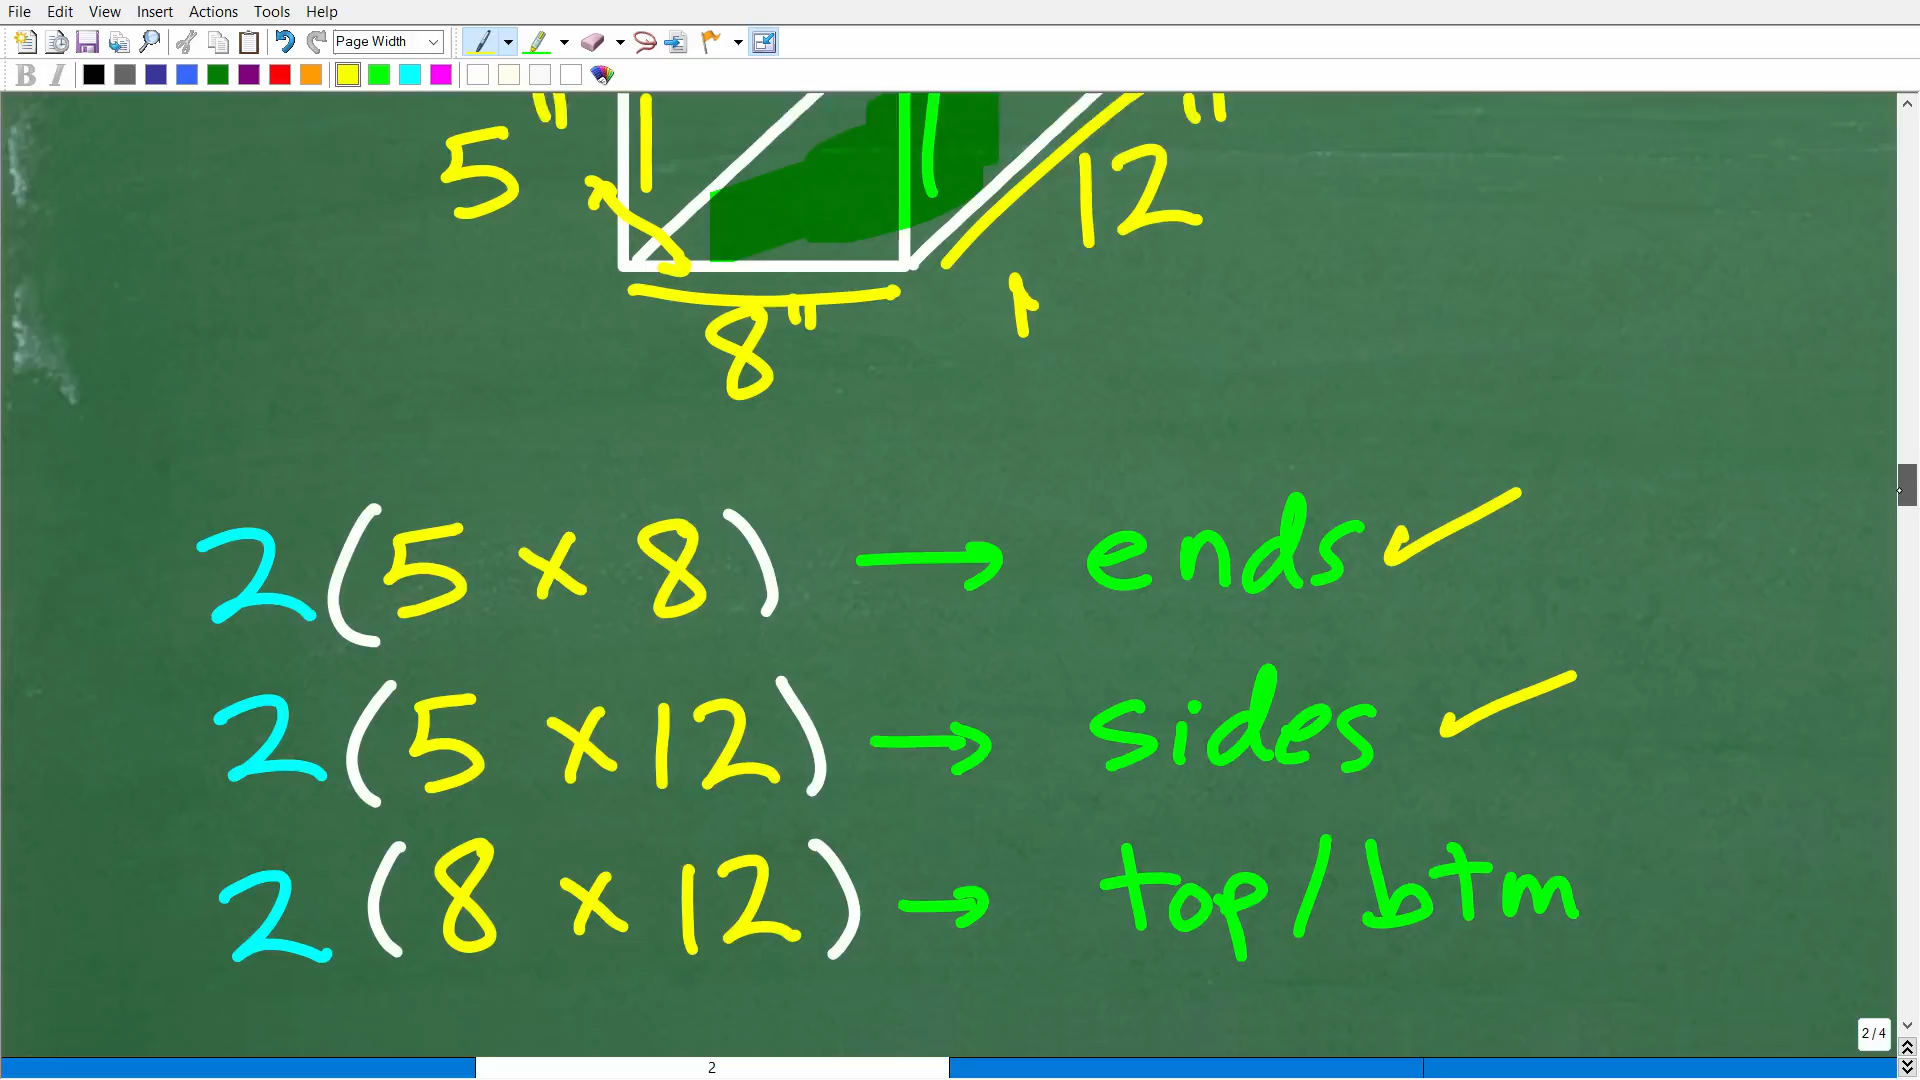 File Edit View Insert Actions Tools Help
Page Width
B I
5" 12"
8"
2(5 x 8) → ends ✓
2(5 x 12) → sides ✓
2(8 x 12) → top/btm
2/4
2